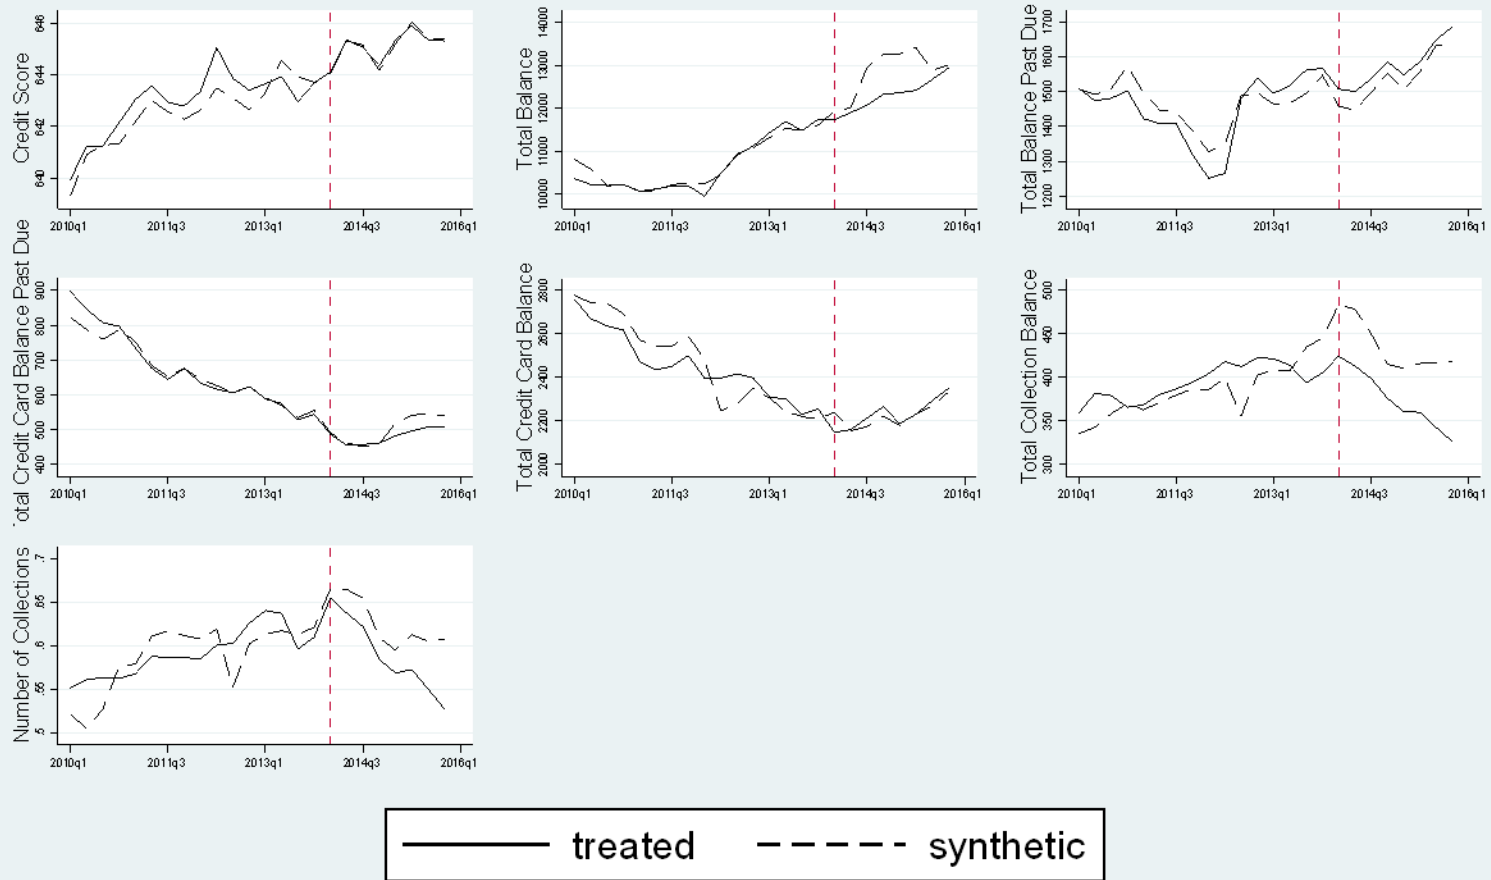 Credit Score
646
644
642
640
2010q1 2011q3 2013q1 2014q3 2016q1
Total Balance
14000
13000
12000
11000
10000
2010q1 2011q3 2013q1 2014q3 2016q1
Total Balance Past Due
1700
1600
1500
1400
1300
1200
2010q1 2011q3 2013q1 2014q3 2016q1
otal Credit Card Balance Past Due
900
800
700
600
500
400
2010q1 2011q3 2013q1 2014q3 2016q1
Total Credit Card Balance
2800
2600
2400
2200
2000
2010q1 2011q3 2013q1 2014q3 2016q1
Total Collection Balance
500
450
400
350
300
2010q1 2011q3 2013q1 2014q3 2016q1
Number of Collections
.7
.65
.6
.55
.5
2010q1 2011q3 2013q1 2014q3 2016q1
treated synthetic